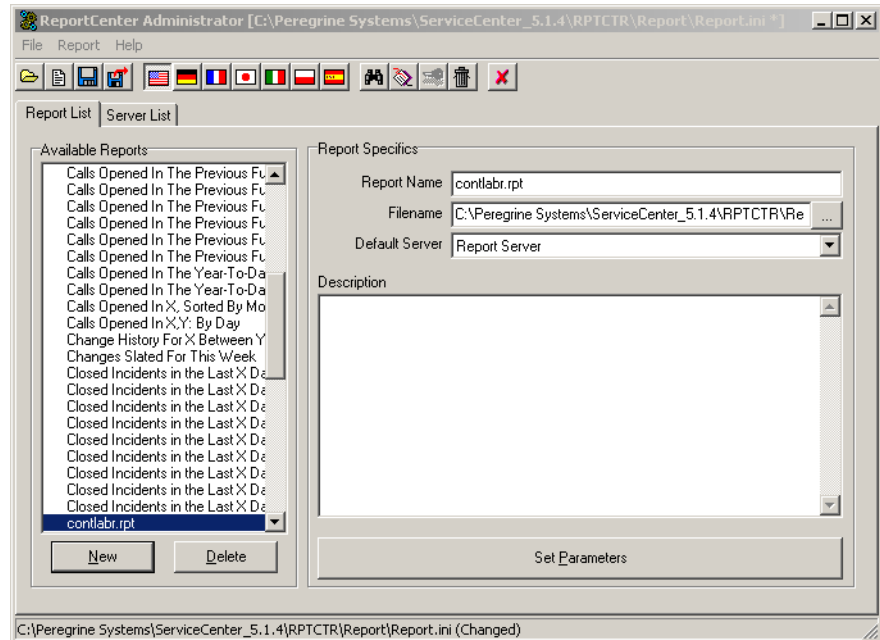 ReportCenter Administrator [C:\Peregrine Systems\ServiceCenter_5.1.4\RPTCTR\Report\Report.ini *]
File Report Help
Report List Server List
Available Reports
Calls Opened In The Previous Fu
Calls Opened In The Previous Fu
Calls Opened In The Previous Fu
Calls Opened In The Previous Fu
Calls Opened In The Previous Fu
Calls Opened In The Previous Fu
Calls Opened In The Year-To-Da
Calls Opened In The Year-To-Da
Calls Opened In X, Sorted By Mo
Calls Opened In X,Y: By Day
Change History For X Between Y
Changes Slated For This Week
Closed Incidents in the Last X Da
Closed Incidents in the Last X Da
Closed Incidents in the Last X Da
Closed Incidents in the Last X Da
Closed Incidents in the Last X Da
Closed Incidents in the Last X Da
Closed Incidents in the Last X Da
Closed Incidents in the Last X Da
Closed Incidents in the Last X Da
contlabr.rpt
New Delete
Report Specifics
Report Name contlabr.rpt
Filename C:\Peregrine Systems\ServiceCenter_5.1.4\RPTCTR\Re ...
Default Server Report Server
Description
Set Parameters
C:\Peregrine Systems\ServiceCenter_5.1.4\RPTCTR\Report\Report.ini (Changed)